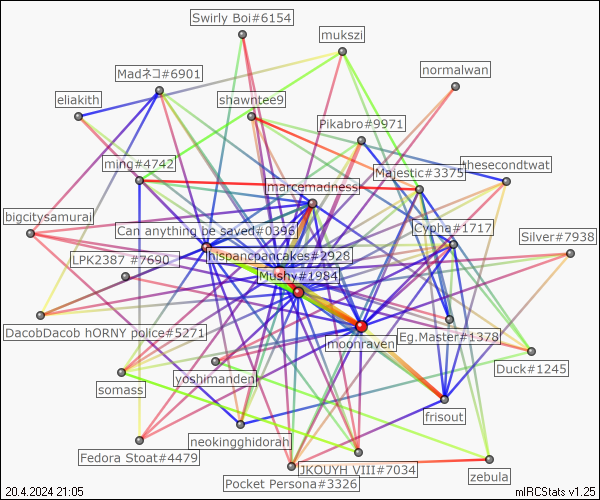 Swirly Boi#6154
mukszi
normalwan
Madネコ#6901
eliakith
shawntee9
Pikabro#9971
ming#4742
Majestic#3375
thesecondtwat
marcemadness
bigcitysamurai
Can anything be saved#0396
Cypha#1717
Silver#7938
LPK2387 #7690
hispancpancakes#2928
Mushy#1984
DacobDacob hORNY police#5271
moonraven
Eg.Master#1378
Duck#1245
somass
yoshimanden
frisout
neokingghidorah
Fedora Stoat#4479
JKOUYH VIII#7034
zebula
Pocket Persona#3326
20.4.2024 21:05
mIRCStats v1.25